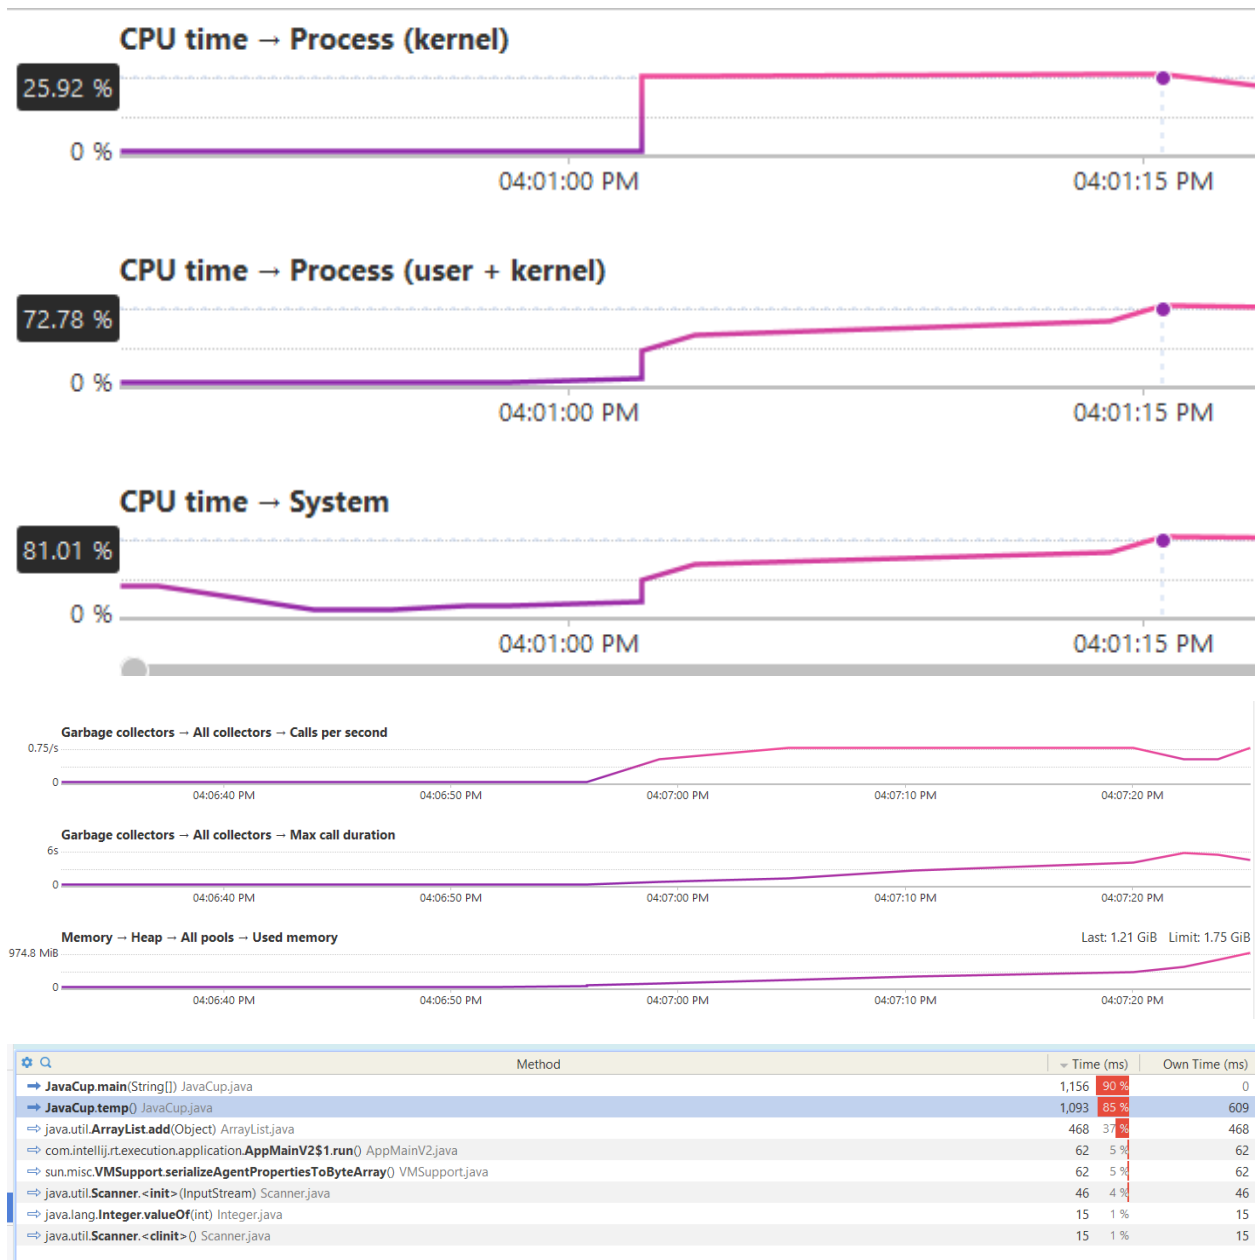 CPU time → Process (kernel)
25.92 %
0 %
04:01:00 PM 04:01:15 PM
CPU time → Process (user + kernel)
72.78 %
0 %
04:01:00 PM 04:01:15 PM
CPU time → System
81.01 %
0 %
04:01:00 PM 04:01:15 PM
Garbage collectors → All collectors → Calls per second
0.75/s
0
04:06:40 PM 04:06:50 PM 04:07:00 PM 04:07:10 PM 04:07:20 PM
Garbage collectors → All collectors → Max call duration
6s
0
04:06:40 PM 04:06:50 PM 04:07:00 PM 04:07:10 PM 04:07:20 PM
Memory → Heap → All pools → Used memory Last: 1.21 GiB Limit: 1.75 GiB
974.8 MiB
0
04:06:40 PM 04:06:50 PM 04:07:00 PM 04:07:10 PM 04:07:20 PM
Method Time (ms) Own Time (ms)
JavaCup.main(String[]) JavaCup.java 1,156 90 % 0
JavaCup.temp() JavaCup.java 1,093 85 % 609
java.util.ArrayList.add(Object) ArrayList.java 468 37 % 468
com.intellij.rt.execution.application.AppMainV2$1.run() AppMainV2.java 62 5 % 62
sun.misc.VMSupport.serializeAgentPropertiesToByteArray() VMSupport.java 62 5 % 62
java.util.Scanner.<init>(InputStream) Scanner.java 46 4 % 46
java.lang.Integer.valueOf(int) Integer.java 15 1 % 15
java.util.Scanner.<clinit>() Scanner.java 15 1 % 15